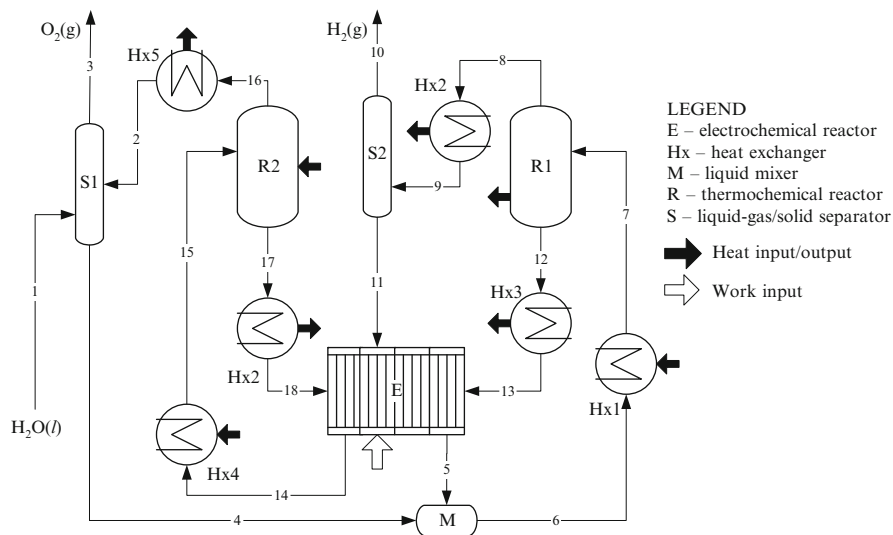 O2(g)
H2(g)
3
Hx5
16
10
8
Hx2
2
R2
S2
R1
S1
9
7
15
17
12
1
11
Hx3
Hx2
18
E
13
Hx1
H2O(l)
Hx4
14
5
4
M
6
LEGEND
E – electrochemical reactor
Hx – heat exchanger
M – liquid mixer
R – thermochemical reactor
S – liquid-gas/solid separator
Heat input/output
Work input